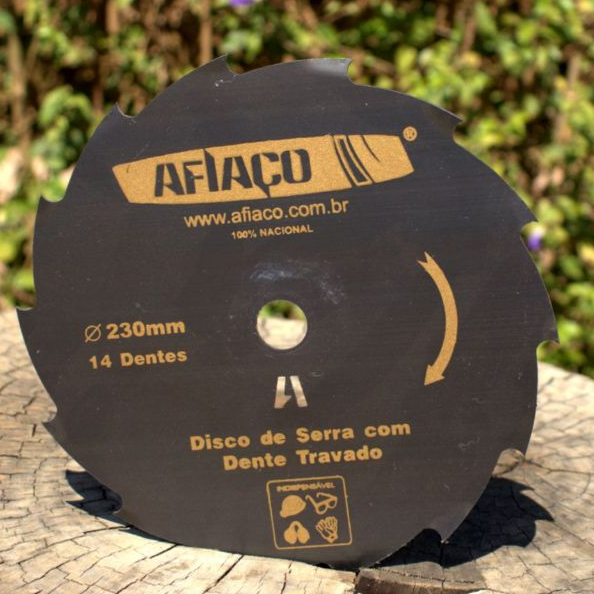 AFIAÇO ®
www.afiaco.com.br
100% NACIONAL
Ø 230mm
14 Dentes
Disco de Serra com
Dente Travado
INDISPENSÁVEL